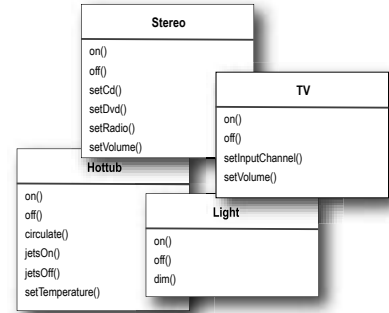 Stereo
on()
off()
setCd()
setDvd()
setRadio()
setVolume()
TV
on()
off()
setInputChannel()
setVolume()
Hottub
on()
off()
circulate()
jetsOn()
jetsOff()
setTemperature()
Light
on()
off()
dim()